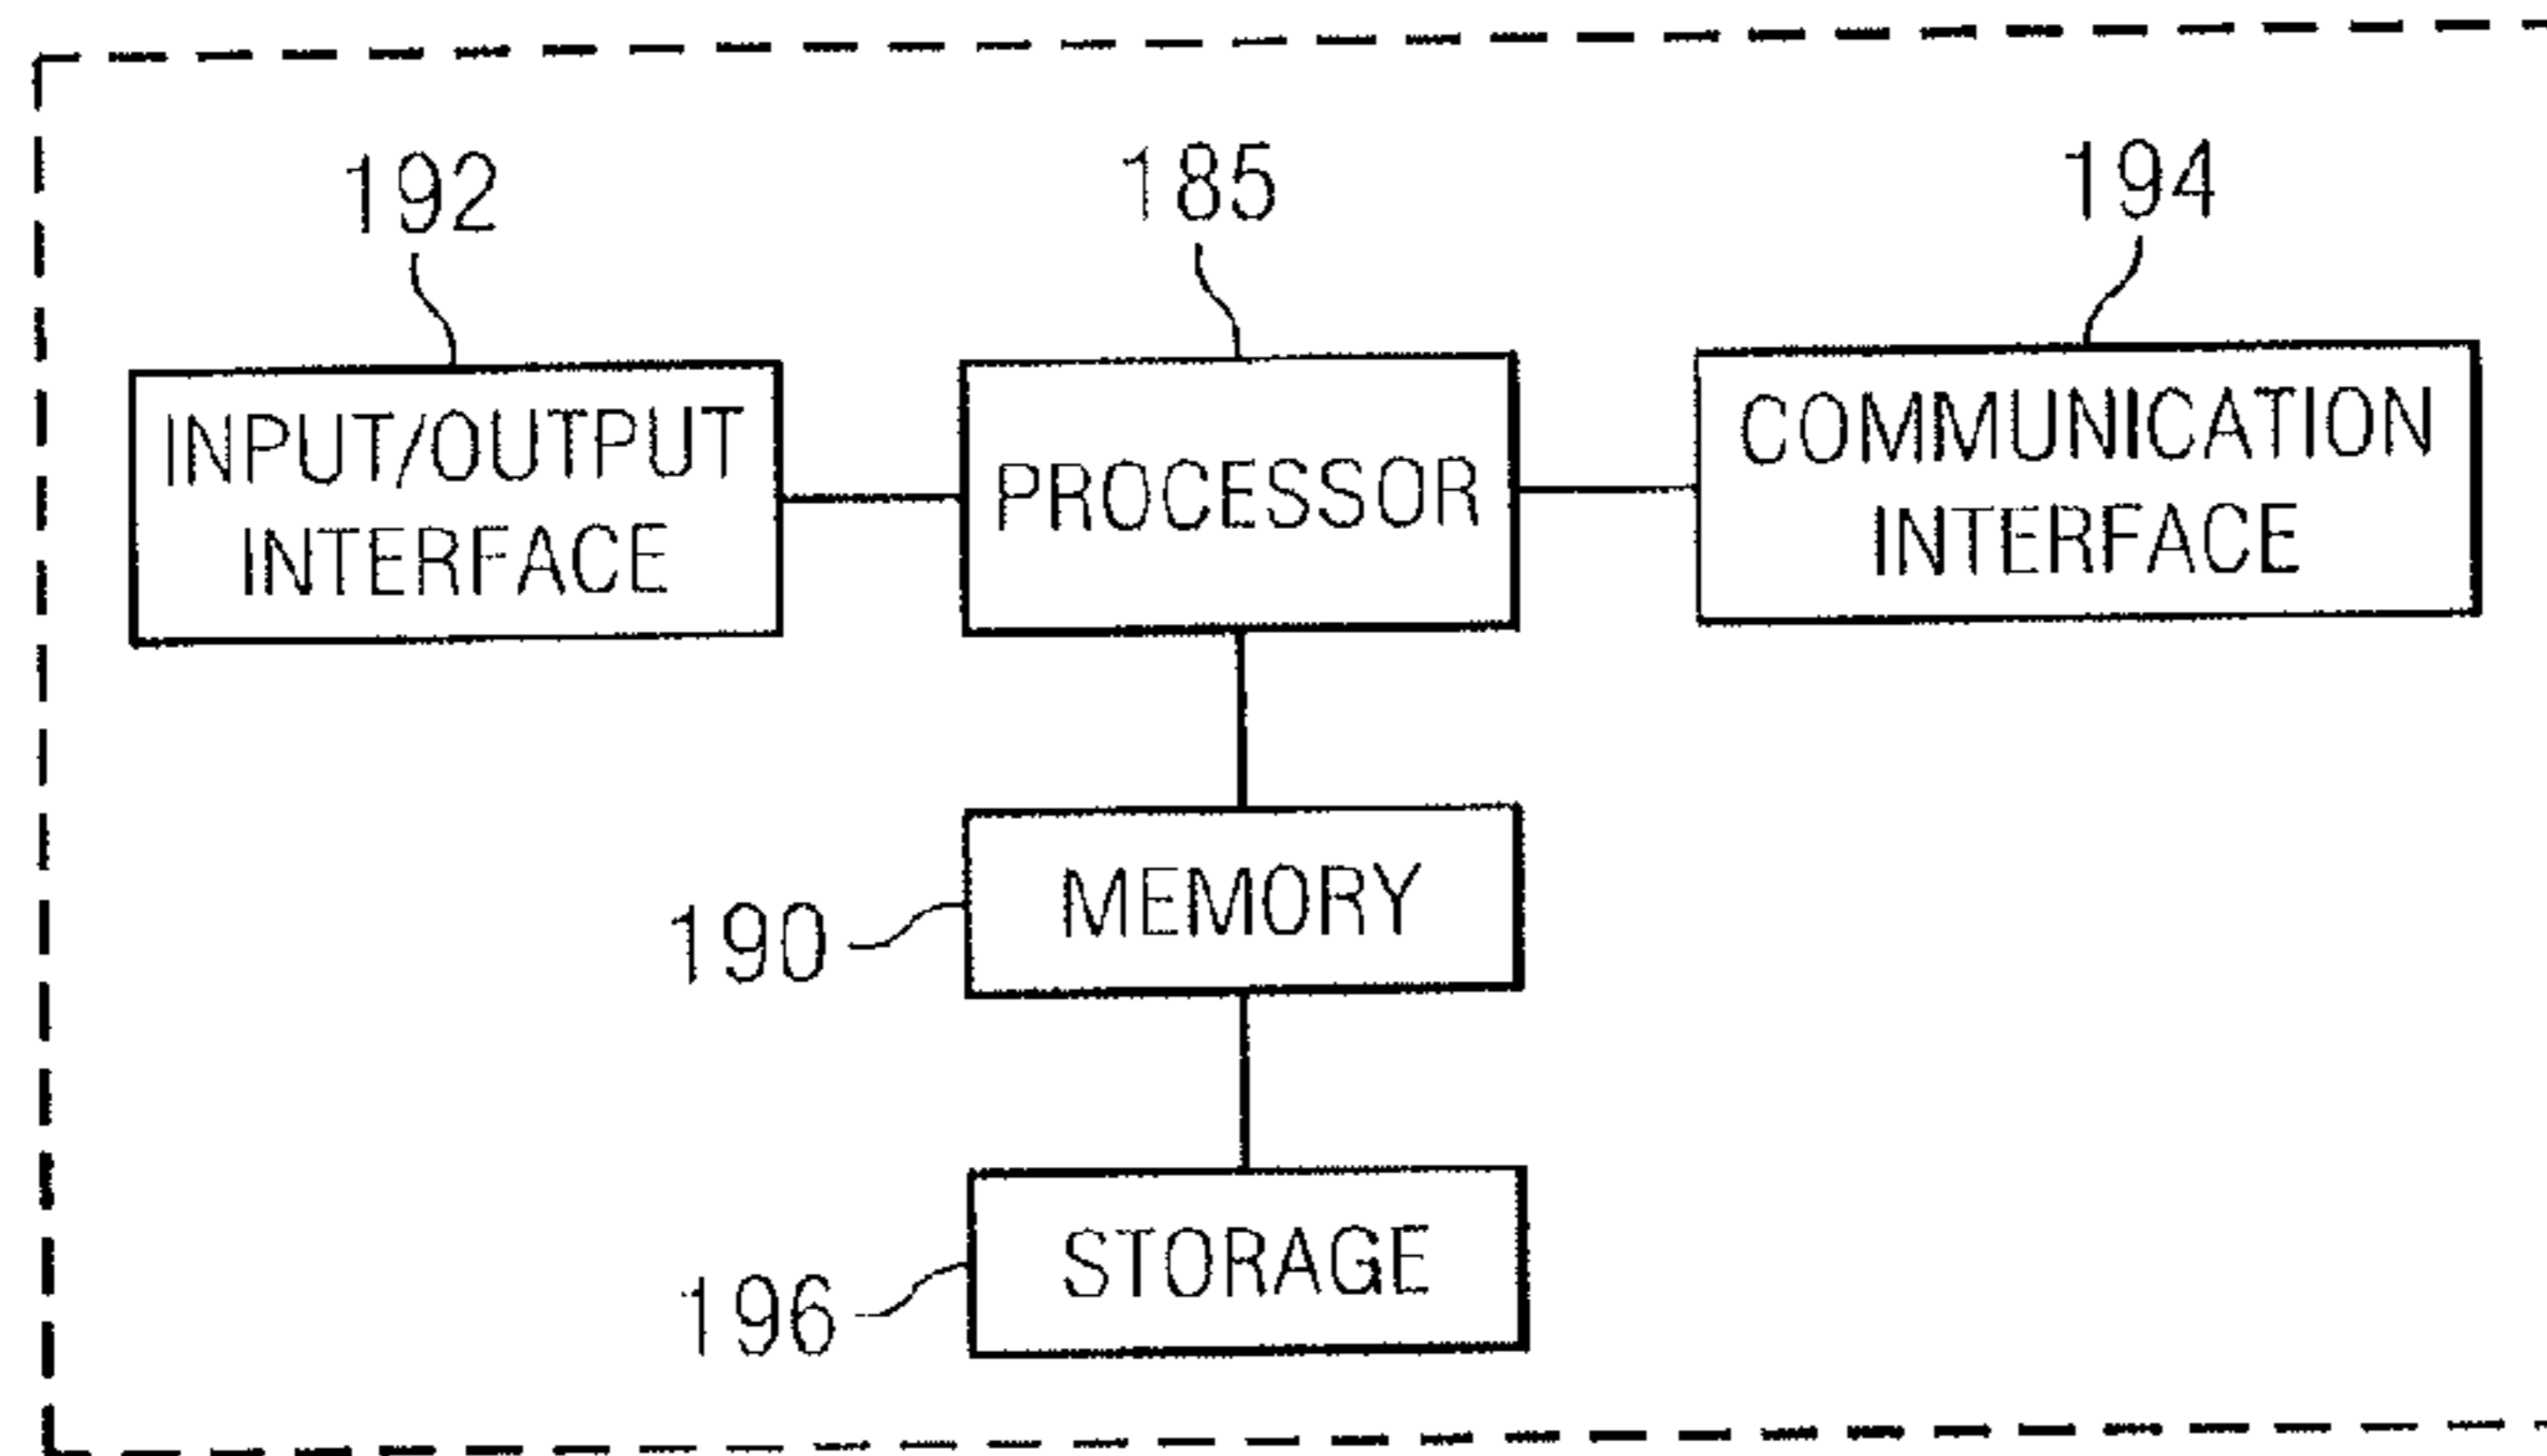 192
185
194
INPUT/OUTPUT
INTERFACE
PROCESSOR
COMMUNICATION
INTERFACE
190
MEMORY
196
STORAGE